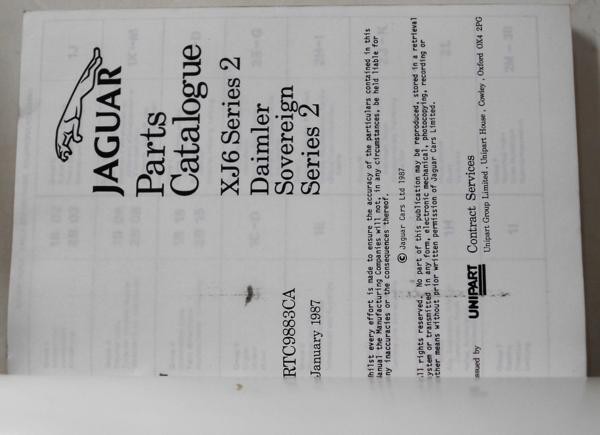 JAGUAR
Parts
Catalogue
XJ6 Series 2
Daimler
Sovereign
Series 2
RTC9883CA
January 1987
hilst every effort is made to ensure the accuracy of the particulars contained in this
anual the Manufacturing Companies will not, in any circumstances, be held liable for
ny inaccuracies or the consequences thereof.
© Jaguar Cars Ltd 1987
ll rights reserved. No part of this publication may be reproduced, stored in a retrieval
ystem or transmitted in any form, electronic mechanical, photocopying, recording or
ther means without prior written permission of Jaguar Cars Limited.
ssued by UNIPART Contract Services
Unipart Group Limited, Unipart House, Cowley, Oxford OX4 2PG